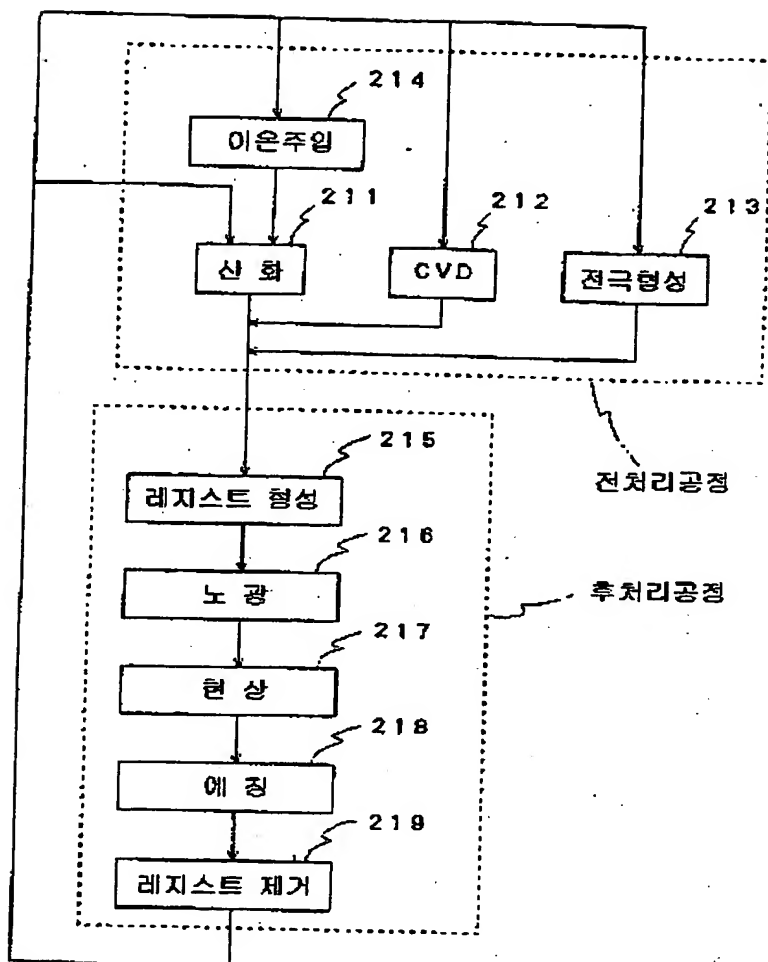 214
이온주입
211
산 화
212
CVD
213
전극형성
전처리공정
215
레지스트 형성
216
노 광
217
현 상
218
에 칭
219
레지스트 제거
후처리공정